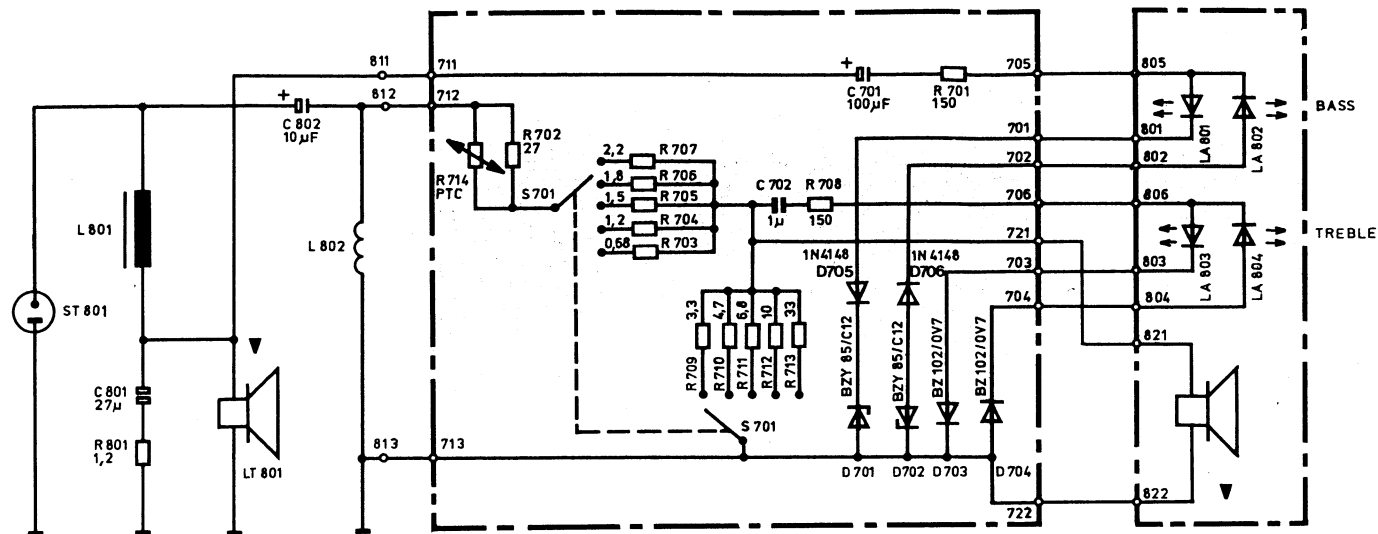 811
711
+
C 701
100µF
R 701
150
705
805
812
712
+
C 802
10µF
R 702
27
R 714
PTC
S 701
2,2
R 707
1,8
R 706
1,5
R 705
1,2
R 704
0,68
R 703
C 702
1µ
R 708
150
701
801
702
802
706
806
721
703
803
704
804
LA 801
LA 802
BASS
LA 803
LA 804
TREBLE
L 801
L 802
ST 801
1N4148
D705
1N 4148
D706
3,3
4,7
6,8
10
33
R 709
R 710
R 711
R 712
R 713
BZY 85/C12
BZY 85/C12
BZ 102/0V7
BZ 102/0V7
821
C 801
27µ
R 801
1,2
LT 801
813
713
S 701
D 701
D 702
D 703
D 704
722
822